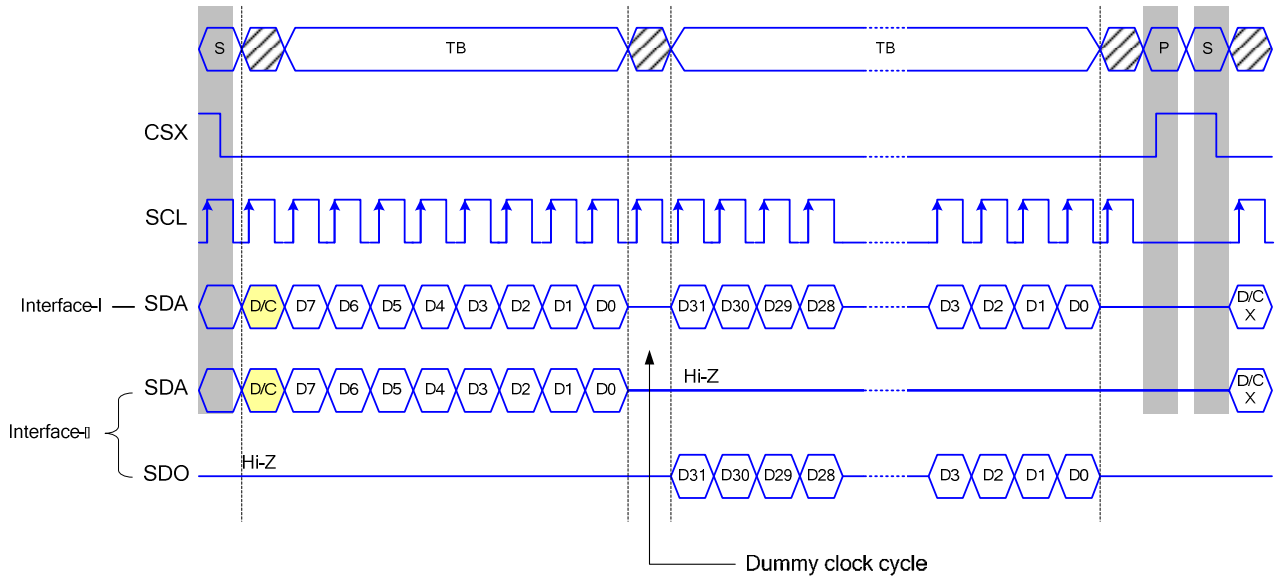 S TB TB P S
CSX
SCL
Interface-I SDA D/C D7 D6 D5 D4 D3 D2 D1 D0 D31 D30 D29 D28 D3 D2 D1 D0 D/C X
SDA D/C D7 D6 D5 D4 D3 D2 D1 D0 Hi-Z D/C X
Interface-▯
SDO Hi-Z D31 D30 D29 D28 D3 D2 D1 D0
Dummy clock cycle